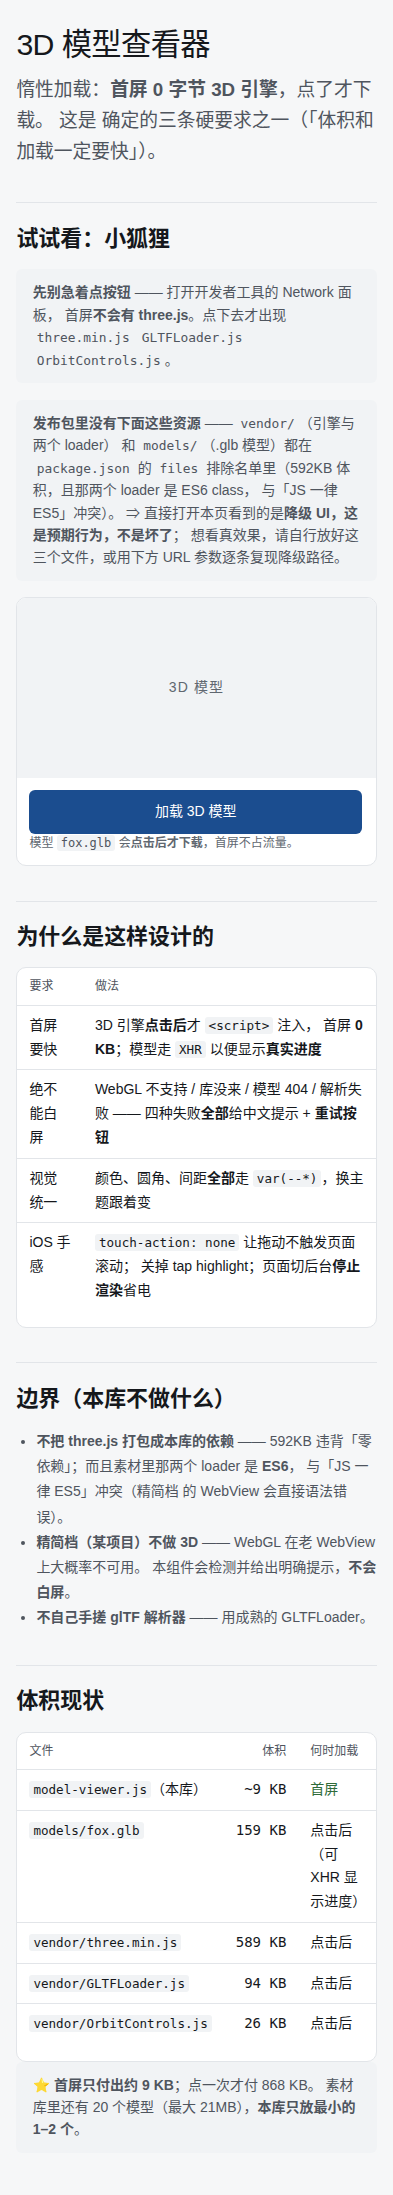 3D 模型查看器
惰性加载：首屏 0 字节 3D 引擎，点了才下
载。 这是 确定的三条硬要求之一（「体积和
加载一定要快」）。
试试看：小狐狸
先别急着点按钮 —— 打开开发者工具的 Network 面
板， 首屏不会有 three.js。点下去才出现
three.min.js GLTFLoader.js
OrbitControls.js 。
发布包里没有下面这些资源 —— vendor/ （引擎与
两个 loader） 和 models/ （.glb 模型）都在
package.json 的 files 排除名单里（592KB 体
积，且那两个 loader 是 ES6 class， 与「JS 一律
ES5」冲突）。 ⇒ 直接打开本页看到的是降级 UI，这
是预期行为，不是坏了； 想看真效果，请自行放好这
三个文件，或用下方 URL 参数逐条复现降级路径。
3D 模型
加载 3D 模型
模型 fox.glb 会点击后才下载，首屏不占流量。
为什么是这样设计的
要求 做法
首屏要快 3D 引擎点击后才 <script> 注入， 首屏 0
KB；模型走 XHR 以便显示真实进度
绝不能白屏 WebGL 不支持 / 库没来 / 模型 404 / 解析失
败 —— 四种失败全部给中文提示 + 重试按
钮
视觉统一 颜色、圆角、间距全部走 var(--*)，换主
题跟着变
iOS 手感 touch-action: none 让拖动不触发页面
滚动； 关掉 tap highlight；页面切后台停止
渲染省电
边界（本库不做什么）
• 不把 three.js 打包成本库的依赖 —— 592KB 违背「零
依赖」；而且素材里那两个 loader 是 ES6， 与「JS 一
律 ES5」冲突（精简档 的 WebView 会直接语法错
误）。
• 精简档（某项目）不做 3D —— WebGL 在老 WebView
上大概率不可用。 本组件会检测并给出明确提示，不会
白屏。
• 不自己手搓 glTF 解析器 —— 用成熟的 GLTFLoader。
体积现状
文件 体积 何时加载
model-viewer.js（本库） ~9 KB 首屏
models/fox.glb 159 KB 点击后
（可
XHR 显
示进度）
vendor/three.min.js 589 KB 点击后
vendor/GLTFLoader.js 94 KB 点击后
vendor/OrbitControls.js 26 KB 点击后
⭐ 首屏只付出约 9 KB；点一次才付 868 KB。 素材
库里还有 20 个模型（最大 21MB），本库只放最小的
1–2 个。